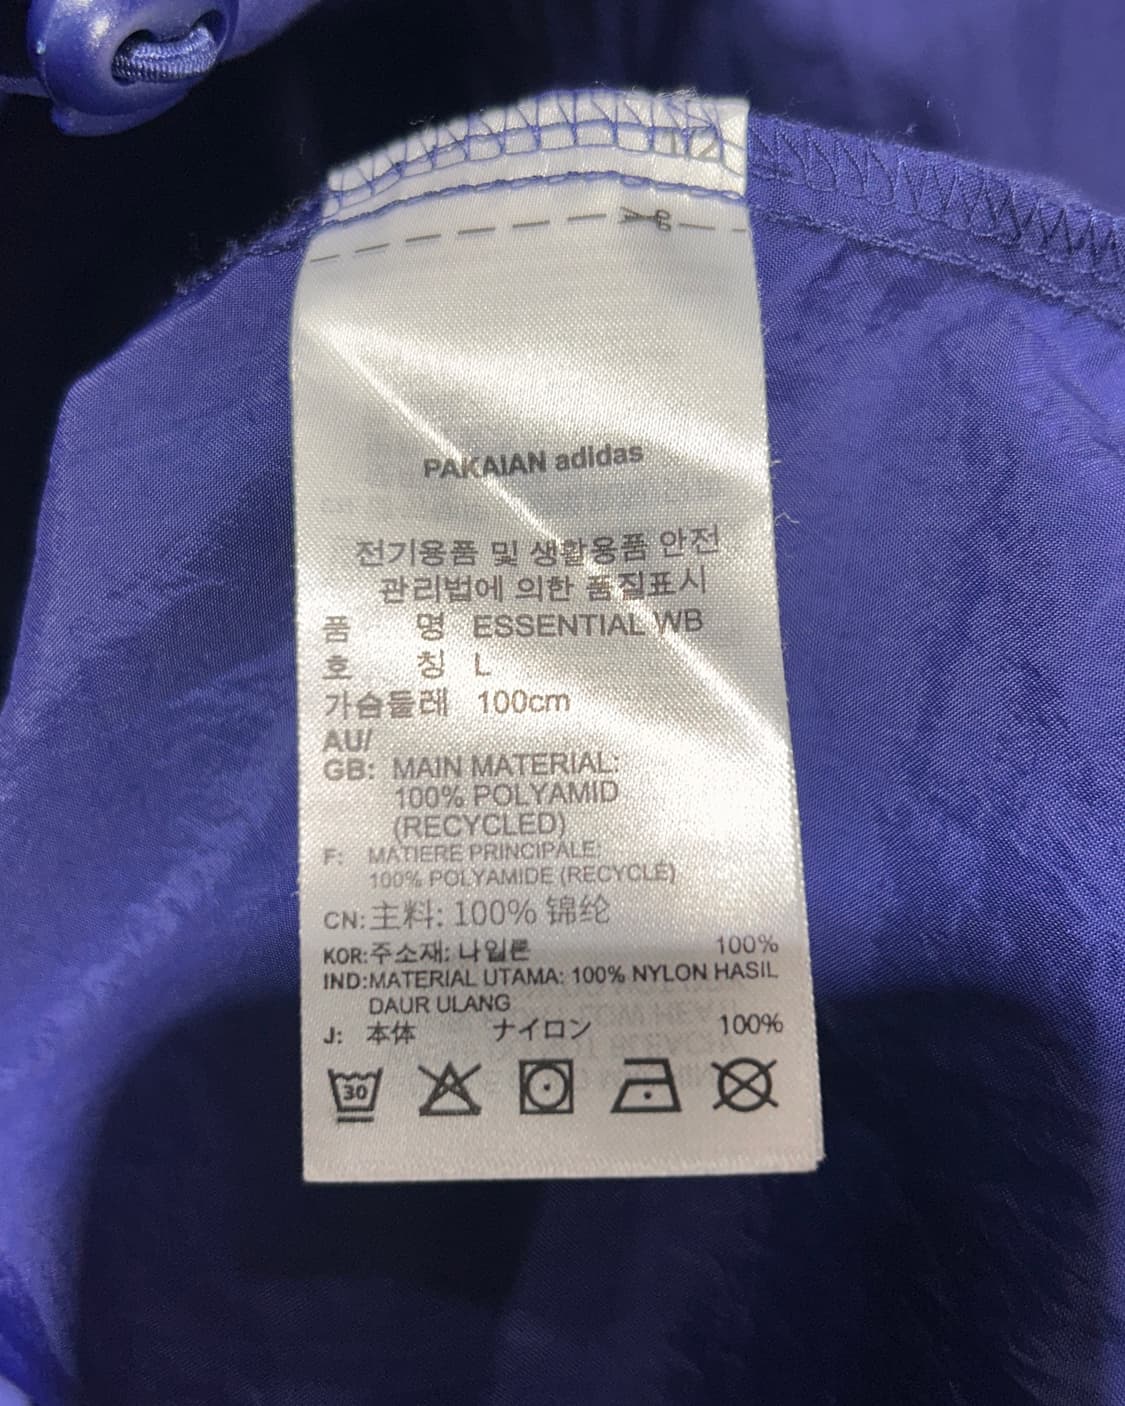 1/2
PAKAIAN adidas
전기용품 및 생활용품 안전
관리법에 의한 품질표시
품 명 ESSENTIAL WB
호 칭 L
가슴둘레 100cm
AU/
GB: MAIN MATERIAL:
100% POLYAMID
(RECYCLED)
F: MATIERE PRINCIPALE:
100% POLYAMIDE (RECYCLÉ)
CN: 主料: 100% 锦纶
KOR: 주소재: 나일론 100%
IND: MATERIAL UTAMA: 100% NYLON HASIL
DAUR ULANG
J: 本体 ナイロン 100%
30